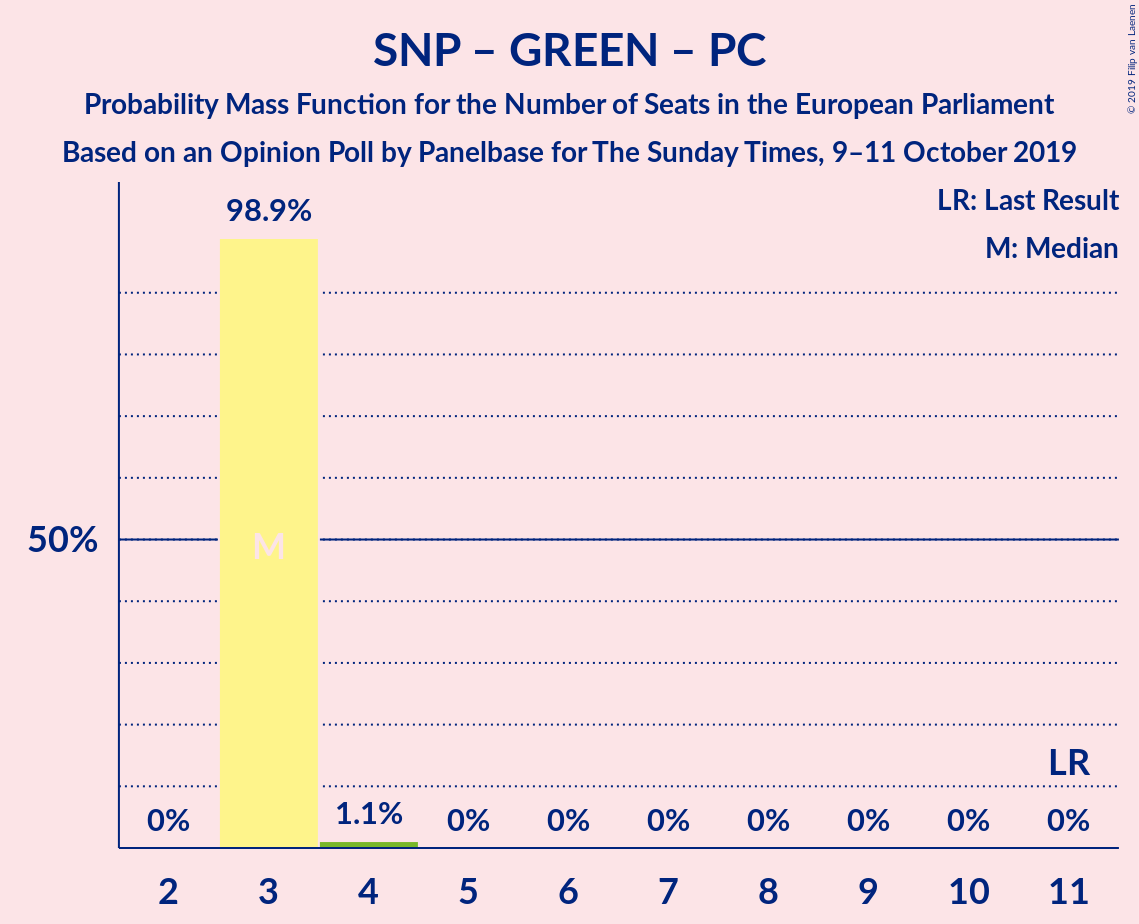 SNP – GREEN – PC
Probability Mass Function for the Number of Seats in the European Parliament
Based on an Opinion Poll by Panelbase for The Sunday Times, 9–11 October 2019
© 2019 Filip van Laenen
LR: Last Result
M: Median
98.9%
50%
M
LR
0%
1.1%
0%
0%
0%
0%
0%
0%
0%
2 3 4 5 6 7 8 9 10 11